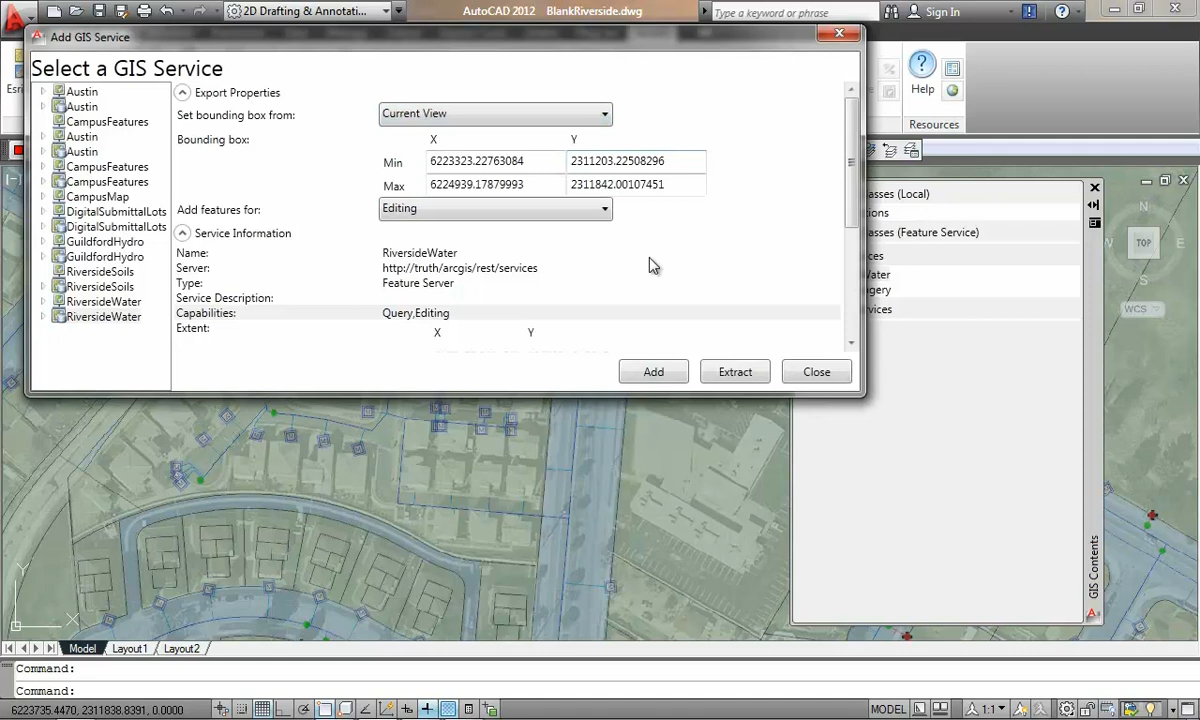 2D Drafting & Annotati...
AutoCAD 2012 BlankRiverside.dwg
Type a keyword or phrase
Sign In
Add GIS Service
Select a GIS Service
Esri
Help
Resources
Austin
Austin
CampusFeatures
Austin
Austin
CampusFeatures
CampusFeatures
CampusMap
DigitalSubmittalLots
DigitalSubmittalLots
GuildfordHydro
GuildfordHydro
RiversideSoils
RiversideSoils
RiversideWater
RiversideWater
Export Properties
Set bounding box from: Current View
Bounding box: X Y
Min 6223323.22763084 2311203.22508296
Max 6224939.17879993 2311842.00107451
Add features for: Editing
Service Information
Name: RiversideWater
Server: http://truth/arcgis/rest/services
Type: Feature Server
Service Description:
Capabilities: Query,Editing
Extent: X Y
Add Extract Close
asses (Local)
ions
asses (Feature Service)
ces
Water
gery
rvices
GIS Contents
[-]
N
W TOP E
S
WCS
Y
X
Model Layout1 Layout2
Command:
Command:
6223735.4470, 2311838.8391, 0.0000
MODEL
1:1